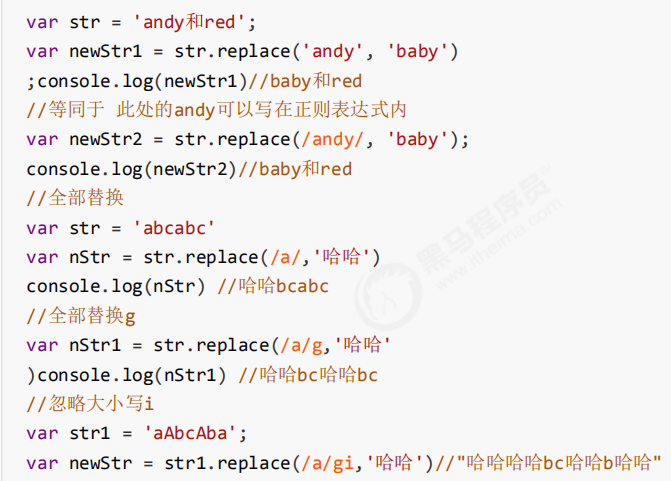 var str = 'andy和red';
var newStr1 = str.replace('andy', 'baby')
;console.log(newStr1)//baby和red
//等同于 此处的andy可以写在正则表达式内
var newStr2 = str.replace(/andy/, 'baby');
console.log(newStr2)//baby和red
//全部替换
var str = 'abcabc'
var nStr = str.replace(/a/,'哈哈')
console.log(nStr) //哈哈bcabc
//全部替换g
var nStr1 = str.replace(/a/g,'哈哈'
)console.log(nStr1) //哈哈bc哈哈bc
//忽略大小写i
var str1 = 'aAbcAba';
var newStr = str1.replace(/a/gi,'哈哈')//"哈哈哈哈bc哈哈b哈哈"
黑马程序员
www.itheima.com